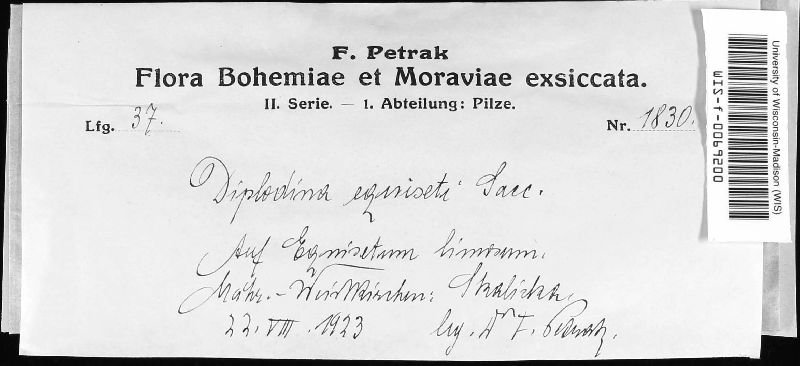 F. Petrak
Flora Bohemiae et Moraviae exsiccata.
II. Serie. — 1. Abteilung: Pilze.
Lfg. 37.
Nr. 1830.
Diplodina equiseti Sacc.
Auf Equisetum limosum.
Mähr.-Weisskirchen: Skalička,
22. VIII. 1923 leg. Dr F. Petrak.
University of Wisconsin-Madison (WIS)
WIS-f-0069200